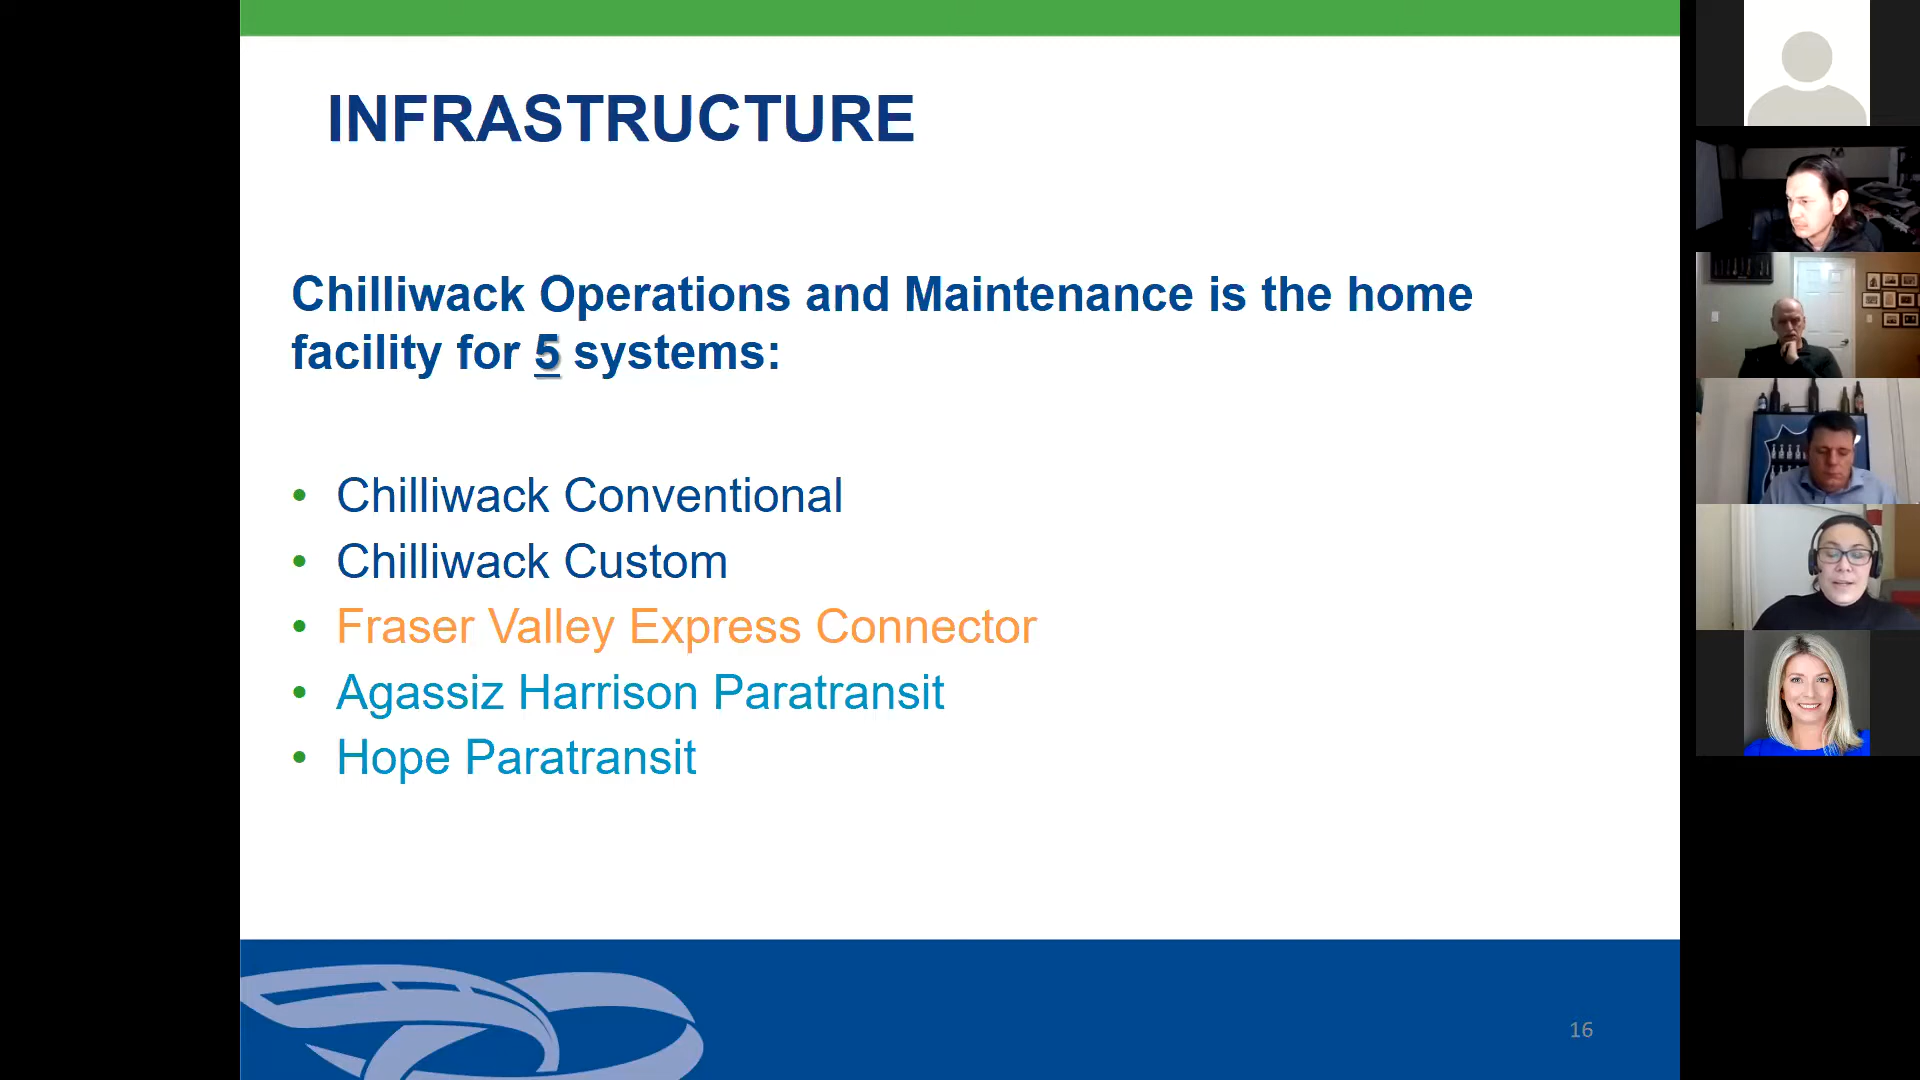 INFRASTRUCTURE
Chilliwack Operations and Maintenance is the home
facility for 5 systems:
• Chilliwack Conventional
• Chilliwack Custom
• Fraser Valley Express Connector
• Agassiz Harrison Paratransit
• Hope Paratransit
16